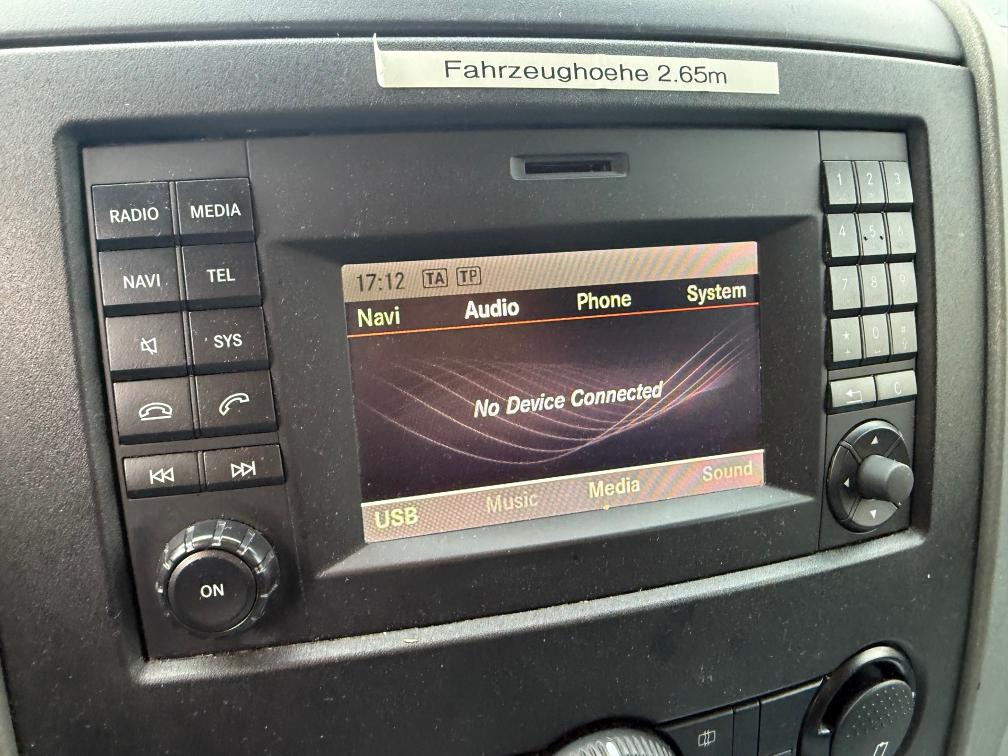 Fahrzeughoehe 2.65m
RADIO MEDIA
NAVI TEL
SYS
ON
17:12 TA TP
Navi Audio Phone System
No Device Connected
USB Music Media Sound
1 2 3
4 5 6
7 8 9
* 0 #
C